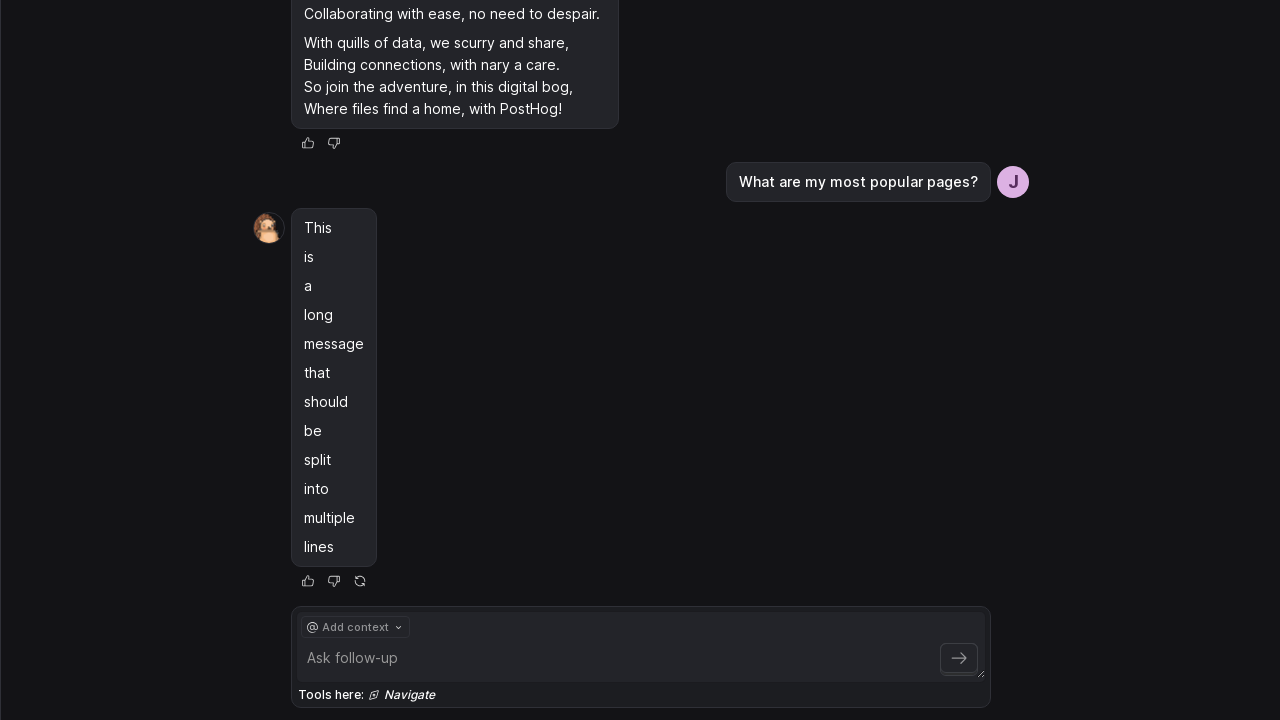 Collaborating with ease, no need to despair.
With quills of data, we scurry and share,
Building connections, with nary a care.
So join the adventure, in this digital bog,
Where files find a home, with PostHog!
What are my most popular pages?
J
This
is
a
long
message
that
should
be
split
into
multiple
lines
@ Add context
Ask follow-up
Tools here: Navigate